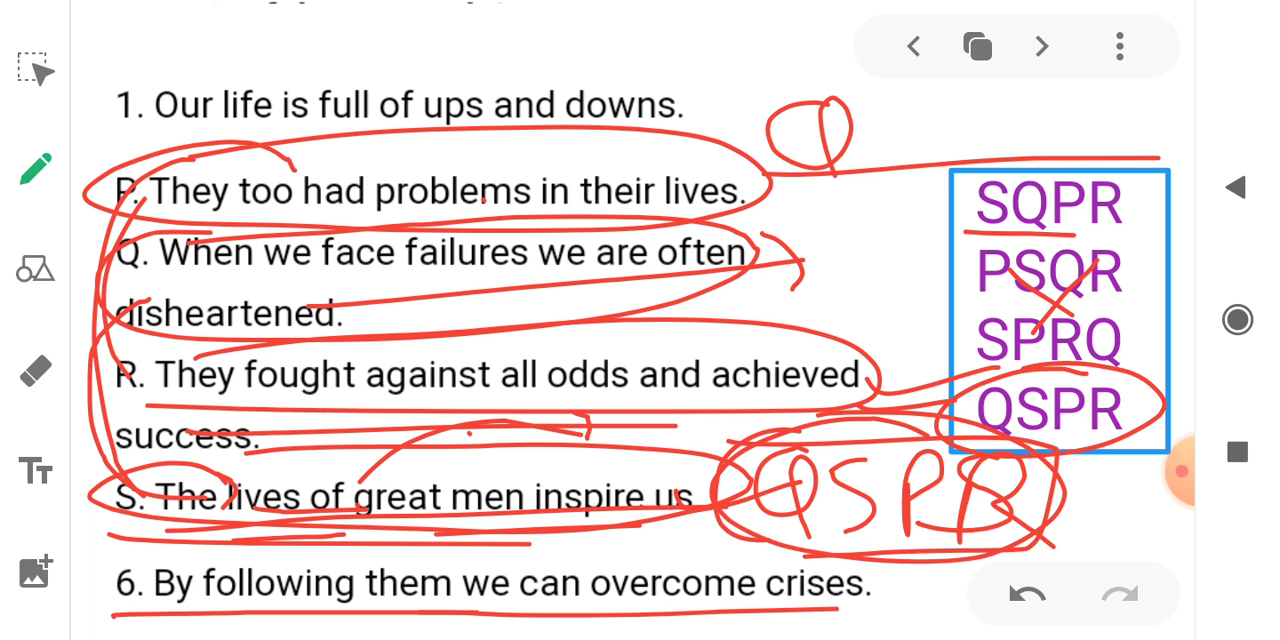 1. Our life is full of ups and downs.
Q
P. They too had problems in their lives.
SQPR
Q. When we face failures we are often
PSQR
disheartened.
SPRQ
R. They fought against all odds and achieved
QSPR
success.
S. The lives of great men inspire us
QSPR
6. By following them we can overcome crises.
Tт